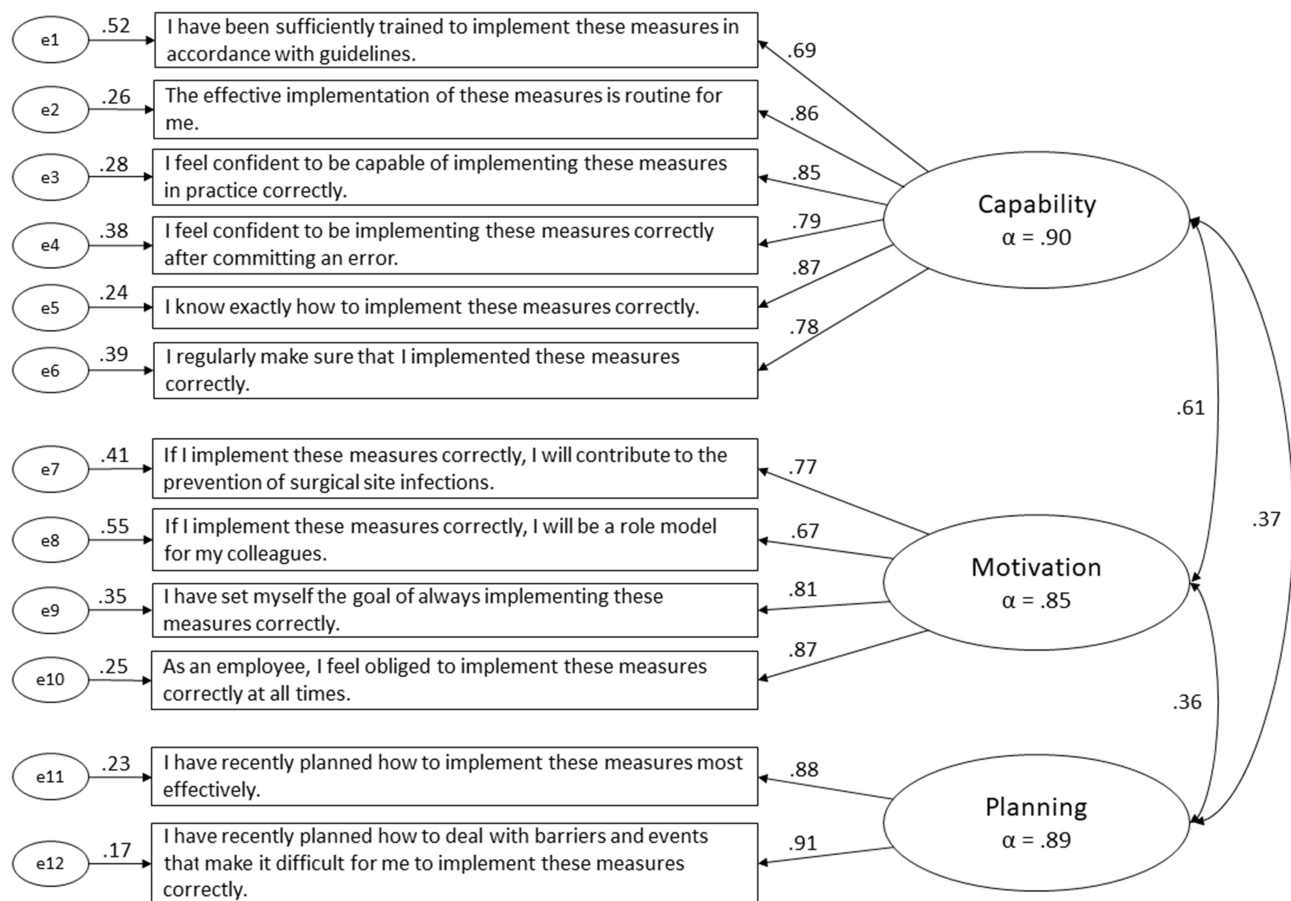 e1
.52
I have been sufficiently trained to implement these measures in
accordance with guidelines.
.69
e2
.26
The effective implementation of these measures is routine for
me.
.86
e3
.28
I feel confident to be capable of implementing these measures
in practice correctly.
.85
e4
.38
I feel confident to be implementing these measures correctly
after committing an error.
.79
e5
.24
I know exactly how to implement these measures correctly.
.87
e6
.39
I regularly make sure that I implemented these measures
correctly.
.78
Capability
α = .90
e7
.41
If I implement these measures correctly, I will contribute to the
prevention of surgical site infections.
.77
e8
.55
If I implement these measures correctly, I will be a role model
for my colleagues.
.67
e9
.35
I have set myself the goal of always implementing these
measures correctly.
.81
e10
.25
As an employee, I feel obliged to implement these measures
correctly at all times.
.87
Motivation
α = .85
e11
.23
I have recently planned how to implement these measures most
effectively.
.88
e12
.17
I have recently planned how to deal with barriers and events
that make it difficult for me to implement these measures
correctly.
.91
Planning
α = .89
.61
.37
.36